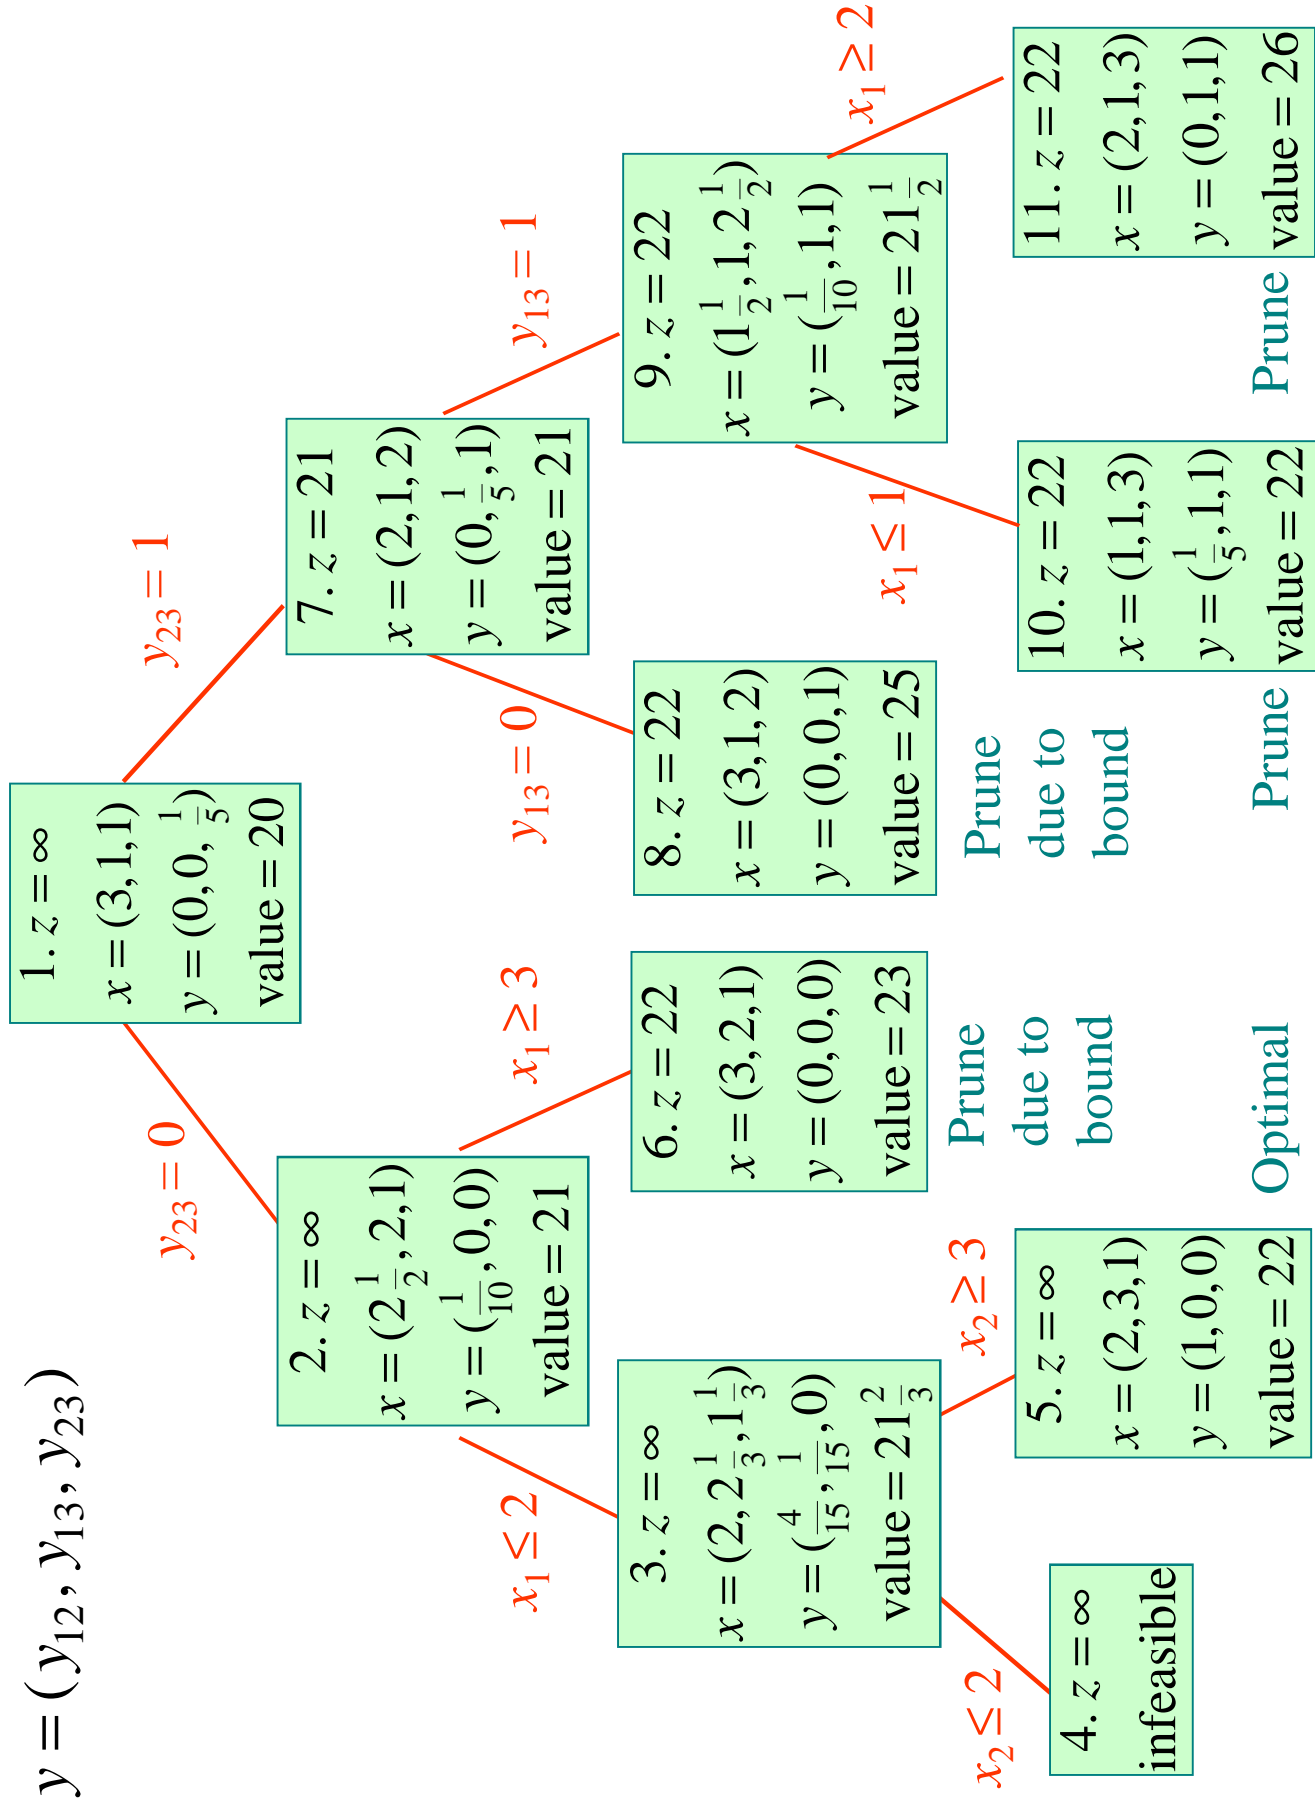 y = (y₁₂, y₁₃, y₂₃)
1. z = ∞
x = (3,1,1)
y = (0,0,1/5)
value = 20
y₂₃ = 0
y₂₃ = 1
2. z = ∞
x = (2 1/2, 2, 1)
y = (1/10, 0, 0)
value = 21
7. z = 21
x = (2,1,2)
y = (0, 1/5, 1)
value = 21
x₁ ≤ 2
x₁ ≥ 3
y₁₃ = 0
y₁₃ = 1
3. z = ∞
x = (2, 2 1/3, 1 1/3)
y = (4/15, 1/15, 0)
value = 21 2/3
6. z = 22
x = (3,2,1)
y = (0,0,0)
value = 23
Prune
due to
bound
8. z = 22
x = (3,1,2)
y = (0,0,1)
value = 25
Prune
due to
bound
9. z = 22
x = (1 1/2, 1, 2 1/2)
y = (1/10, 1, 1)
value = 21 1/2
x₂ ≤ 2
x₂ ≥ 3
x₁ ≤ 1
x₁ ≥ 2
4. z = ∞
infeasible
5. z = ∞
x = (2,3,1)
y = (1,0,0)
value = 22
Optimal
Prune
10. z = 22
x = (1,1,3)
y = (1/5, 1, 1)
value = 22
Prune
11. z = 22
x = (2,1,3)
y = (0,1,1)
value = 26